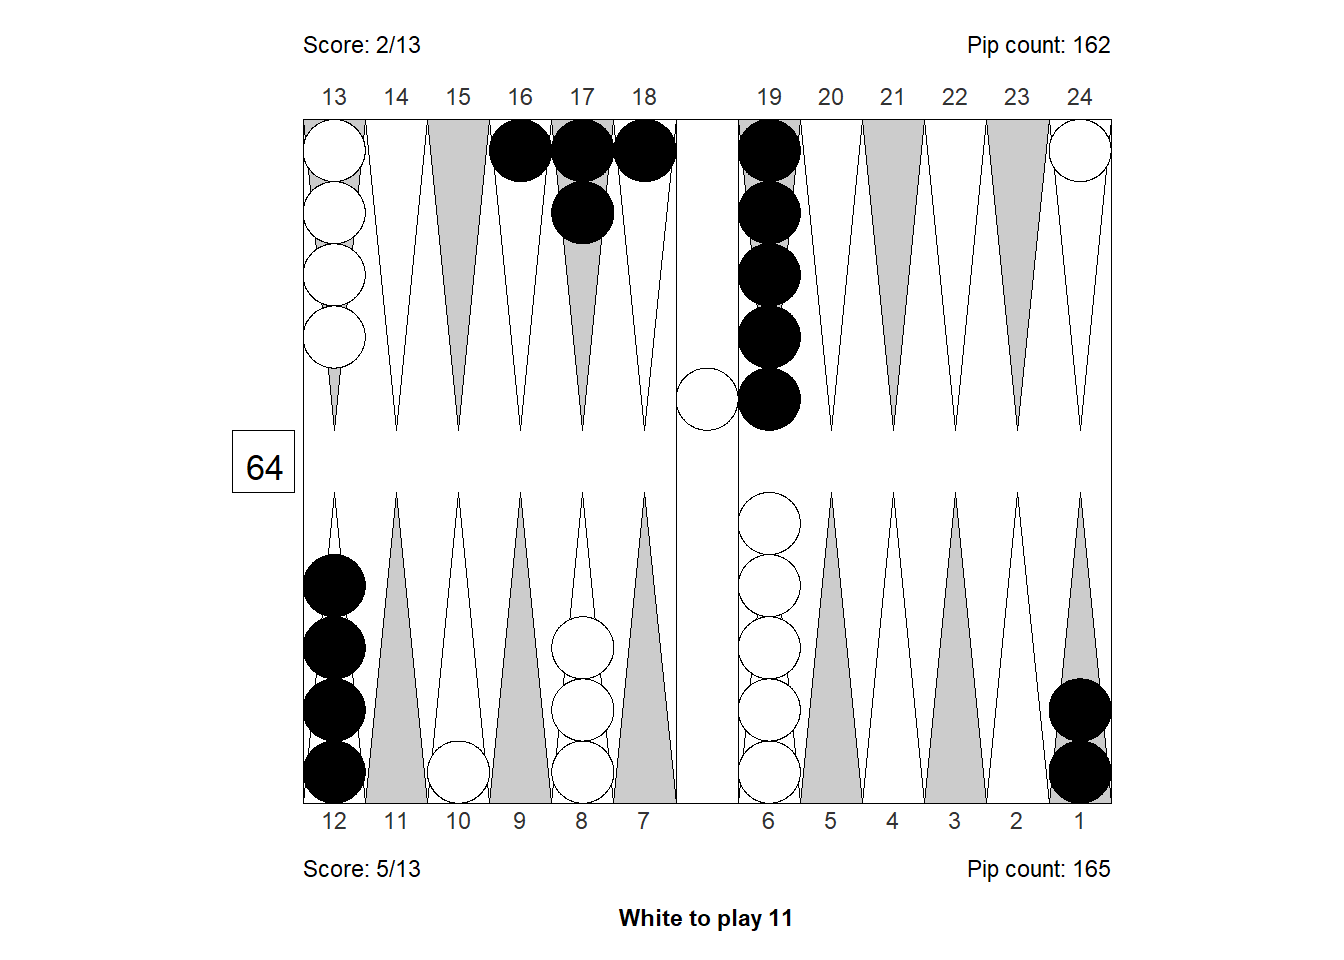 Score: 2/13 Pip count: 162
13 14 15 16 17 18 19 20 21 22 23 24
64
12 11 10 9 8 7 6 5 4 3 2 1
Score: 5/13 Pip count: 165
White to play 11